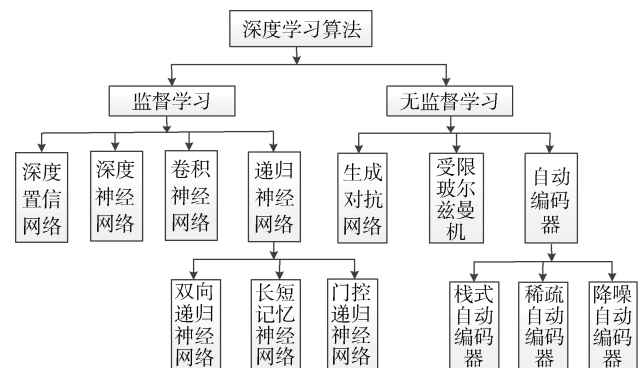 深度学习算法
监督学习
无监督学习
深度
置信
网络
深度
神经
网络
卷积
神经
网络
递归
神经
网络
生成
对抗
网络
受限
玻尔
兹曼
机
自动
编码
器
双向
递归
神经
网络
长短
记忆
神经
网络
门控
递归
神经
网络
栈式
自动
编码
器
稀疏
自动
编码
器
降噪
自动
编码
器